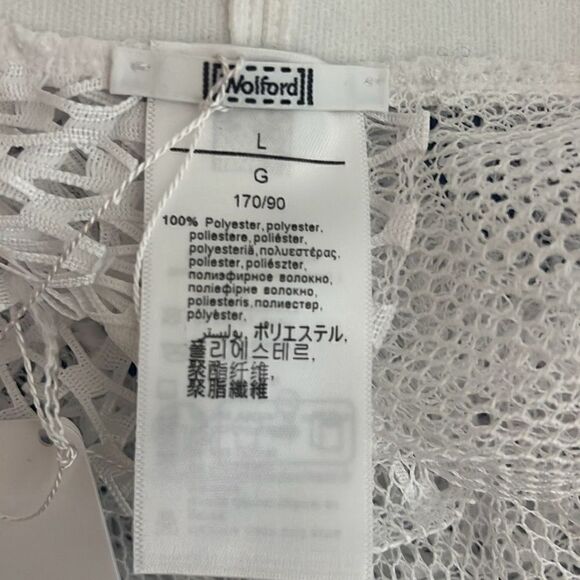 Wolford
L
G
170/90
100% Polyester, polyester,
poliestere, poliéster,
polyesteriä, πολυεστέρας,
poliester, poliészter,
полиэфирное волокно,
поліефірне волокно,
poliesteris, полиестер,
pólýester,
بوليستر, ポリエステル,
폴리에스테르,
聚酯纤维,
聚脂纖維